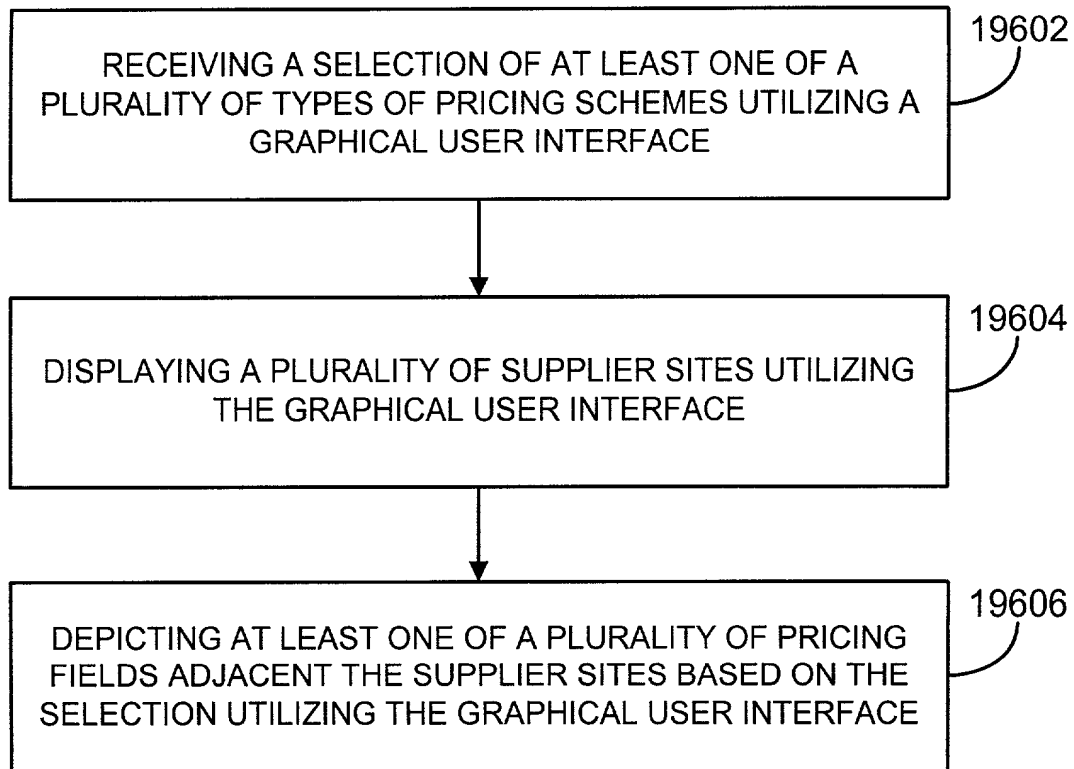 19602
RECEIVING A SELECTION OF AT LEAST ONE OF A
PLURALITY OF TYPES OF PRICING SCHEMES UTILIZING A
GRAPHICAL USER INTERFACE
19604
DISPLAYING A PLURALITY OF SUPPLIER SITES UTILIZING
THE GRAPHICAL USER INTERFACE
19606
DEPICTING AT LEAST ONE OF A PLURALITY OF PRICING
FIELDS ADJACENT THE SUPPLIER SITES BASED ON THE
SELECTION UTILIZING THE GRAPHICAL USER INTERFACE